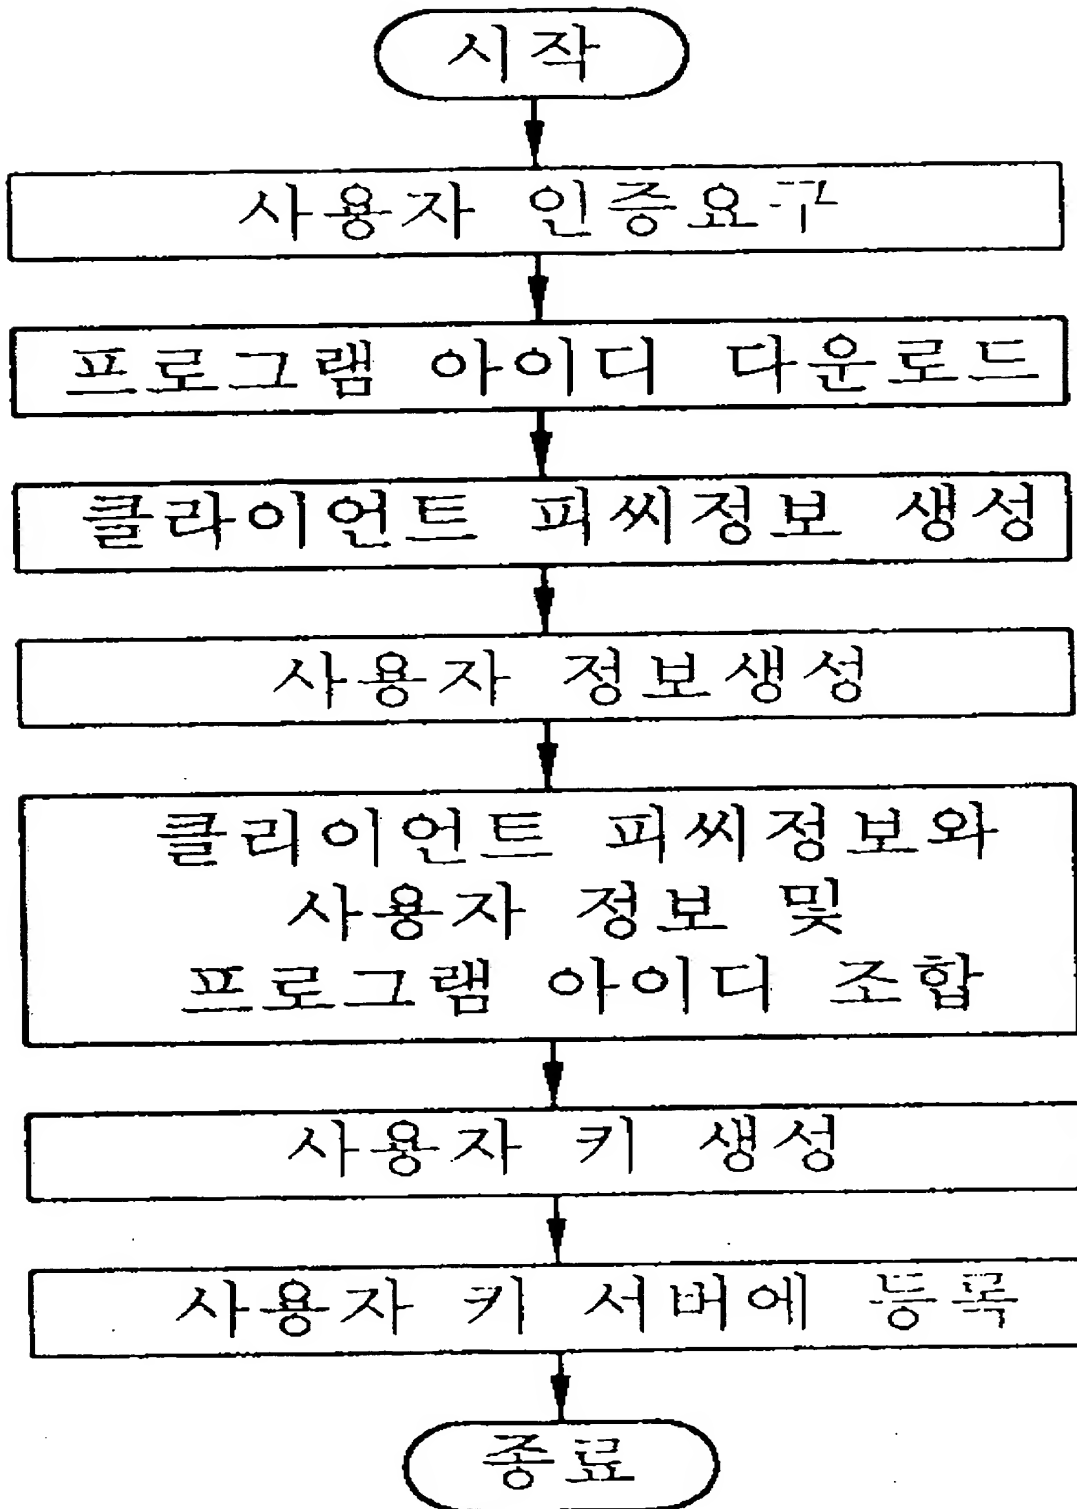 시작
사용자 인증요구
프로그램 아이디 다운로드
클라이언트 피씨정보 생성
사용자 정보생성
클리이언트 피씨정보와
사용자 정보 및
프로그램 아이디 조합
사용자 키 생성
사용자 키 서버에 등록
종료